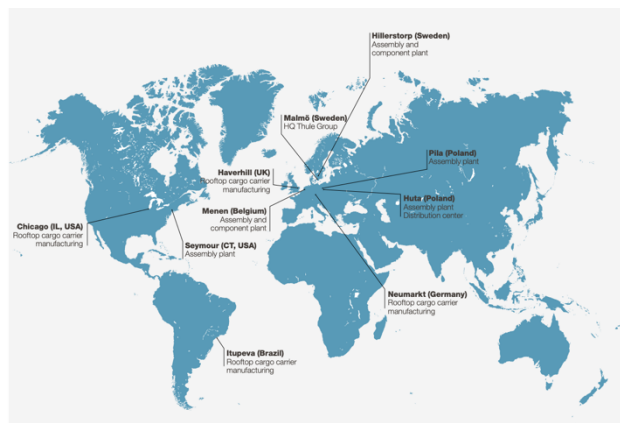 Hillerstorp (Sweden)
Assembly and
component plant
Malmö (Sweden)
HQ Thule Group
Pila (Poland)
Assembly plant
Haverhill (UK)
Rooftop cargo carrier
manufacturing
Huta (Poland)
Assembly plant
Distribution center
Menen (Belgium)
Assembly and
component plant
Chicago (IL, USA)
Rooftop cargo carrier
manufacturing
Seymour (CT, USA)
Assembly plant
Neumarkt (Germany)
Rooftop cargo carrier
manufacturing
Itupeva (Brazil)
Rooftop cargo carrier
manufacturing